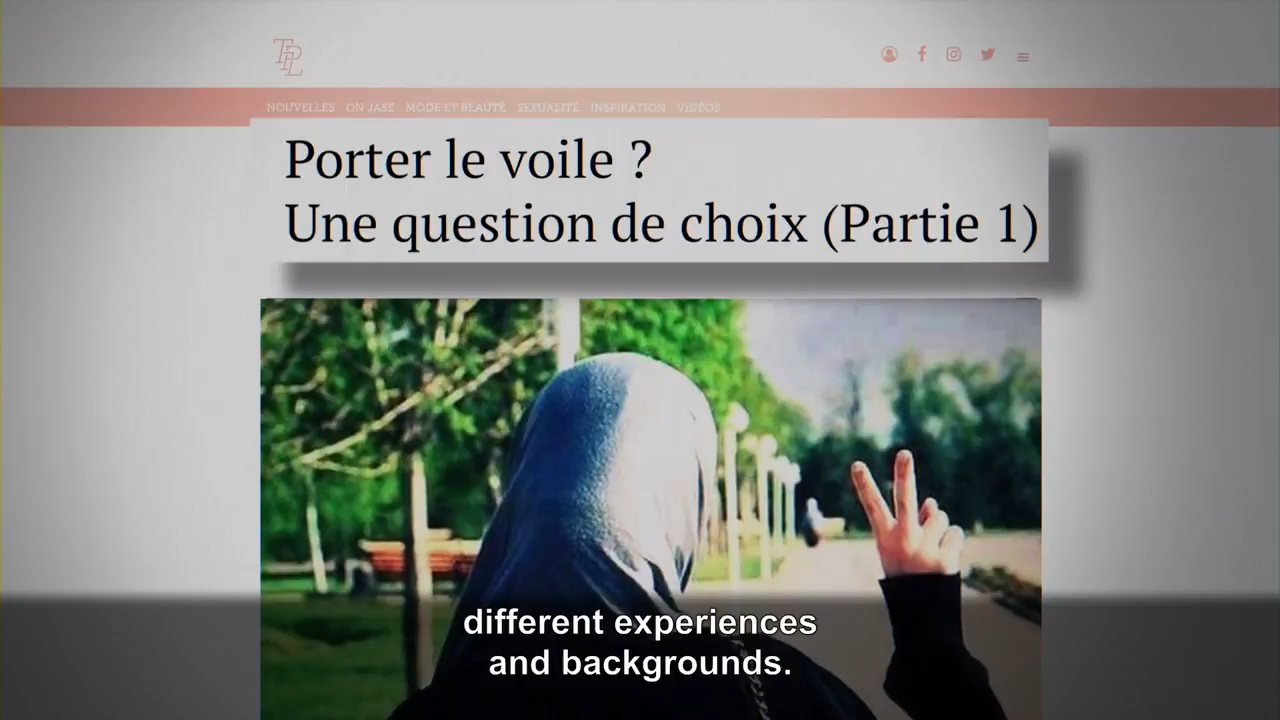 TPL
NOUVELLES ON JASE MODE ET BEAUTÉ SEXUALITÉ INSPIRATION VIDÉOS
Porter le voile ?
Une question de choix (Partie 1)
different experiences
and backgrounds.